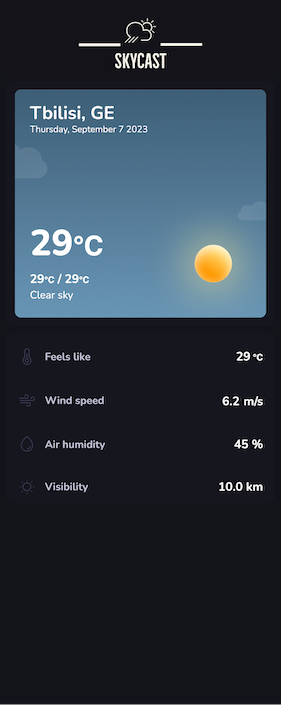 SKYCAST
Tbilisi, GE
Thursday, September 7 2023
29°C
29°C / 29°C
Clear sky
Feels like 29 °C
Wind speed 6.2 m/s
Air humidity 45 %
Visibility 10.0 km